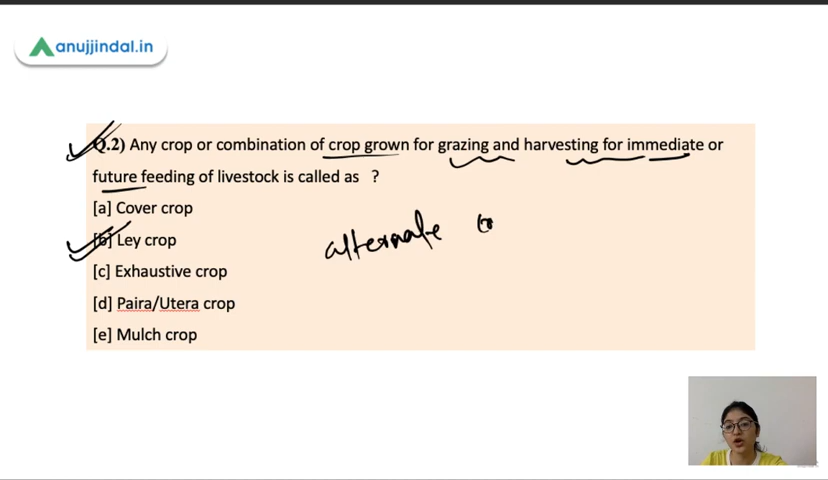 anujjindal.in
Q.2) Any crop or combination of crop grown for grazing and harvesting for immediate or
future feeding of livestock is called as ?
[a] Cover crop
[b] Ley crop
alternate
[c] Exhaustive crop
[d] Paira/Utera crop
[e] Mulch crop